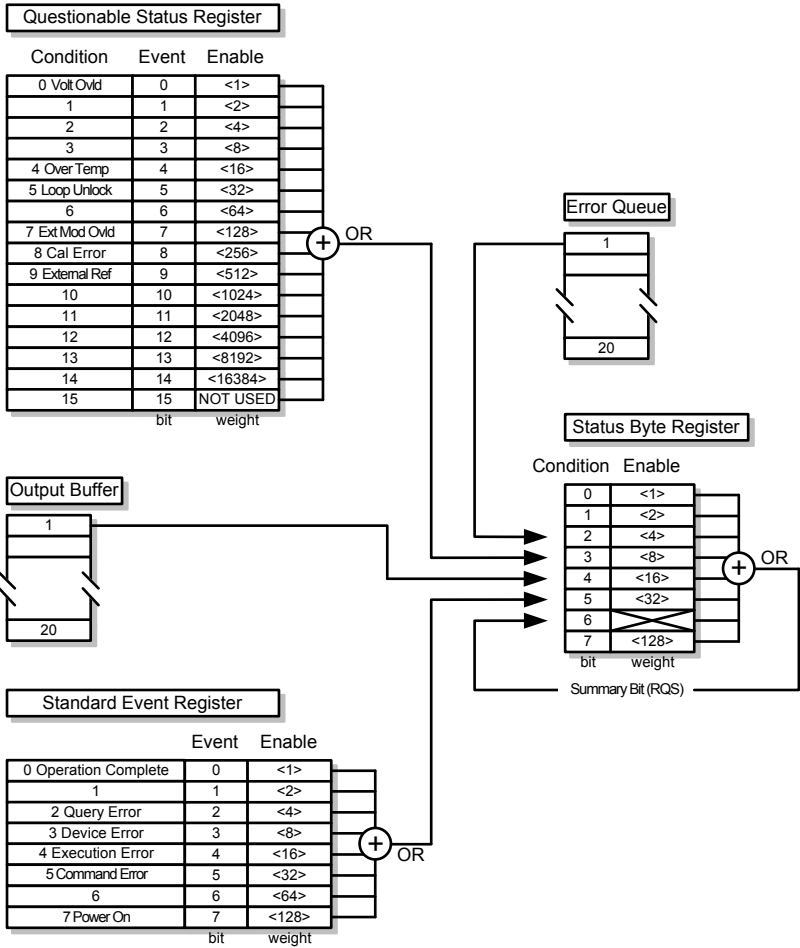 Questionable Status Register
Condition Event Enable
0 Volt Ovld 0 <1>
1 1 <2>
2 2 <4>
3 3 <8>
4 Over Temp 4 <16>
5 Loop Unlock 5 <32>
6 6 <64>
7 Ext Mod Ovld 7 <128>
8 Cal Error 8 <256>
9 External Ref 9 <512>
10 10 <1024>
11 11 <2048>
12 12 <4096>
13 13 <8192>
14 14 <16384>
15 15 NOT USED
bit weight
+ OR
Error Queue
1
20
Output Buffer
1
20
Status Byte Register
Condition Enable
0 <1>
1 <2>
2 <4>
3 <8>
4 <16>
5 <32>
6
7 <128>
bit weight
+ OR
Summary Bit (RQS)
Standard Event Register
Event Enable
0 Operation Complete 0 <1>
1 1 <2>
2 Query Error 2 <4>
3 Device Error 3 <8>
4 Execution Error 4 <16>
5 Command Error 5 <32>
6 6 <64>
7 Power On 7 <128>
bit weight
+ OR